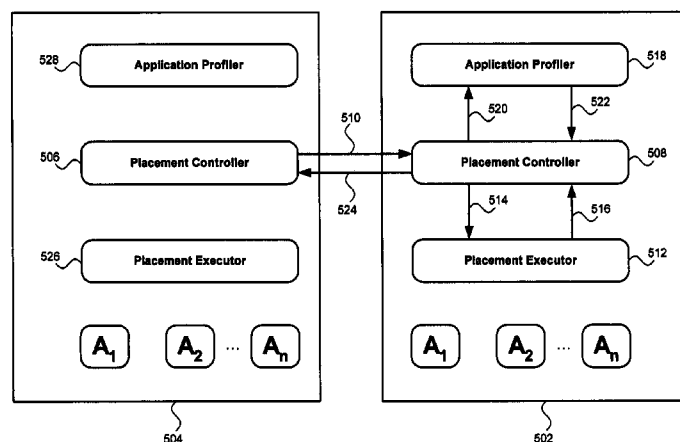 528 Application Profiler Application Profiler 518
520 522
510
506 Placement Controller Placement Controller 508
524 514 516
526 Placement Executor Placement Executor 512
A1 A2 ... An A1 A2 ... An
504 502